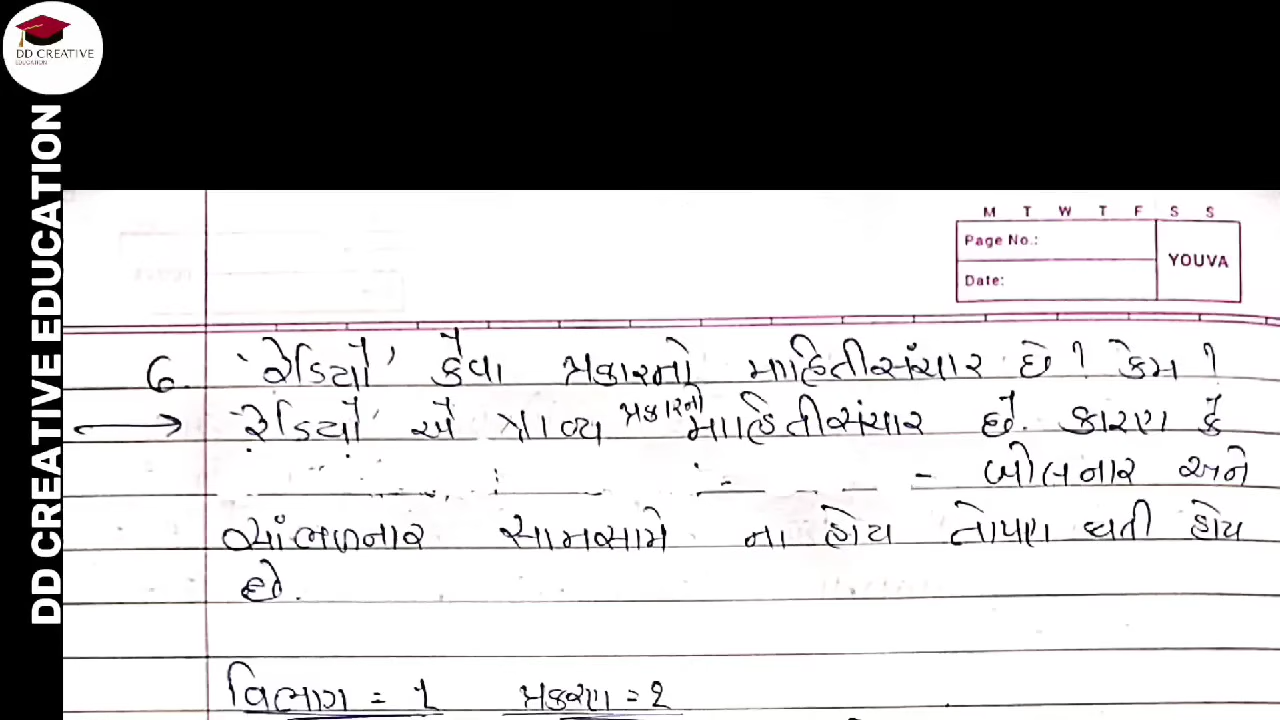 DD CREATIVE
EDUCATION
DD CREATIVE EDUCATION
M T W T F S S
Page No.:
YOUVA
Date:
6. 'રેડિયો' કેવા પ્રકારનો માહિતીસંચાર છે? કેમ?
→ 'રેડિયો' એ શ્રાવ્ય પ્રકારનો માહિતીસંચાર છે. કારણ કે
બોલનાર અને
સાંભળનાર સામસામે ના હોય તોપણ થતી હોય
છે.
વિભાગ = 1 પ્રકરણ = 2